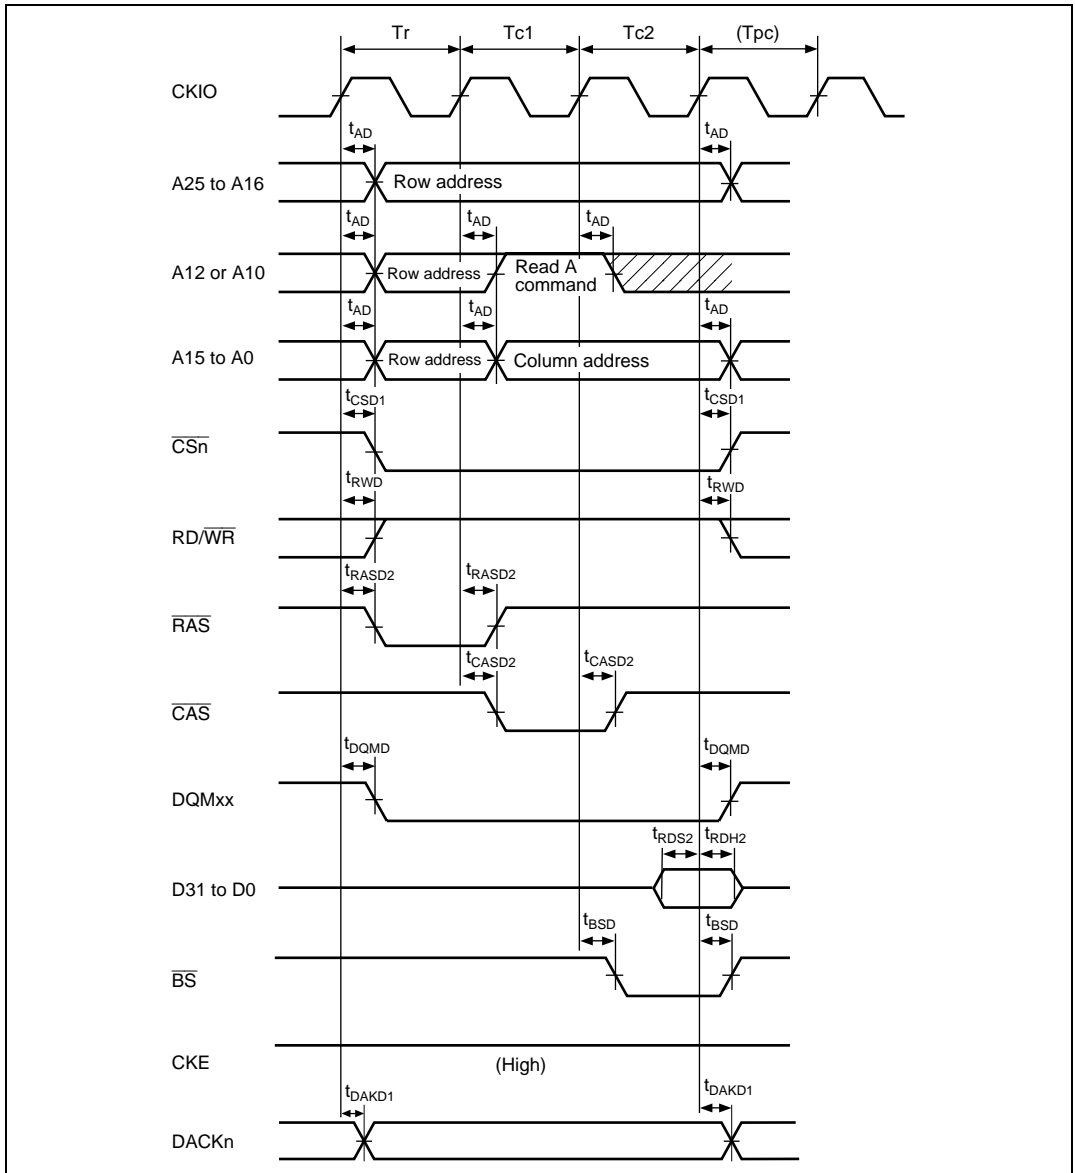 Tr Tc1 Tc2 (Tpc)
CKIO
tAD tAD
A25 to A16 Row address
tAD tAD tAD
A12 or A10 Row address Read A command
tAD tAD tAD
A15 to A0 Row address Column address
tCSD1 tCSD1
CSn
tRWD tRWD
RD/WR
tRASD2 tRASD2
RAS
tCASD2 tCASD2
CAS
tDQMD tDQMD
DQMxx
tRDS2 tRDH2
D31 to D0
tBSD tBSD
BS
CKE (High)
tDAKD1 tDAKD1
DACKn